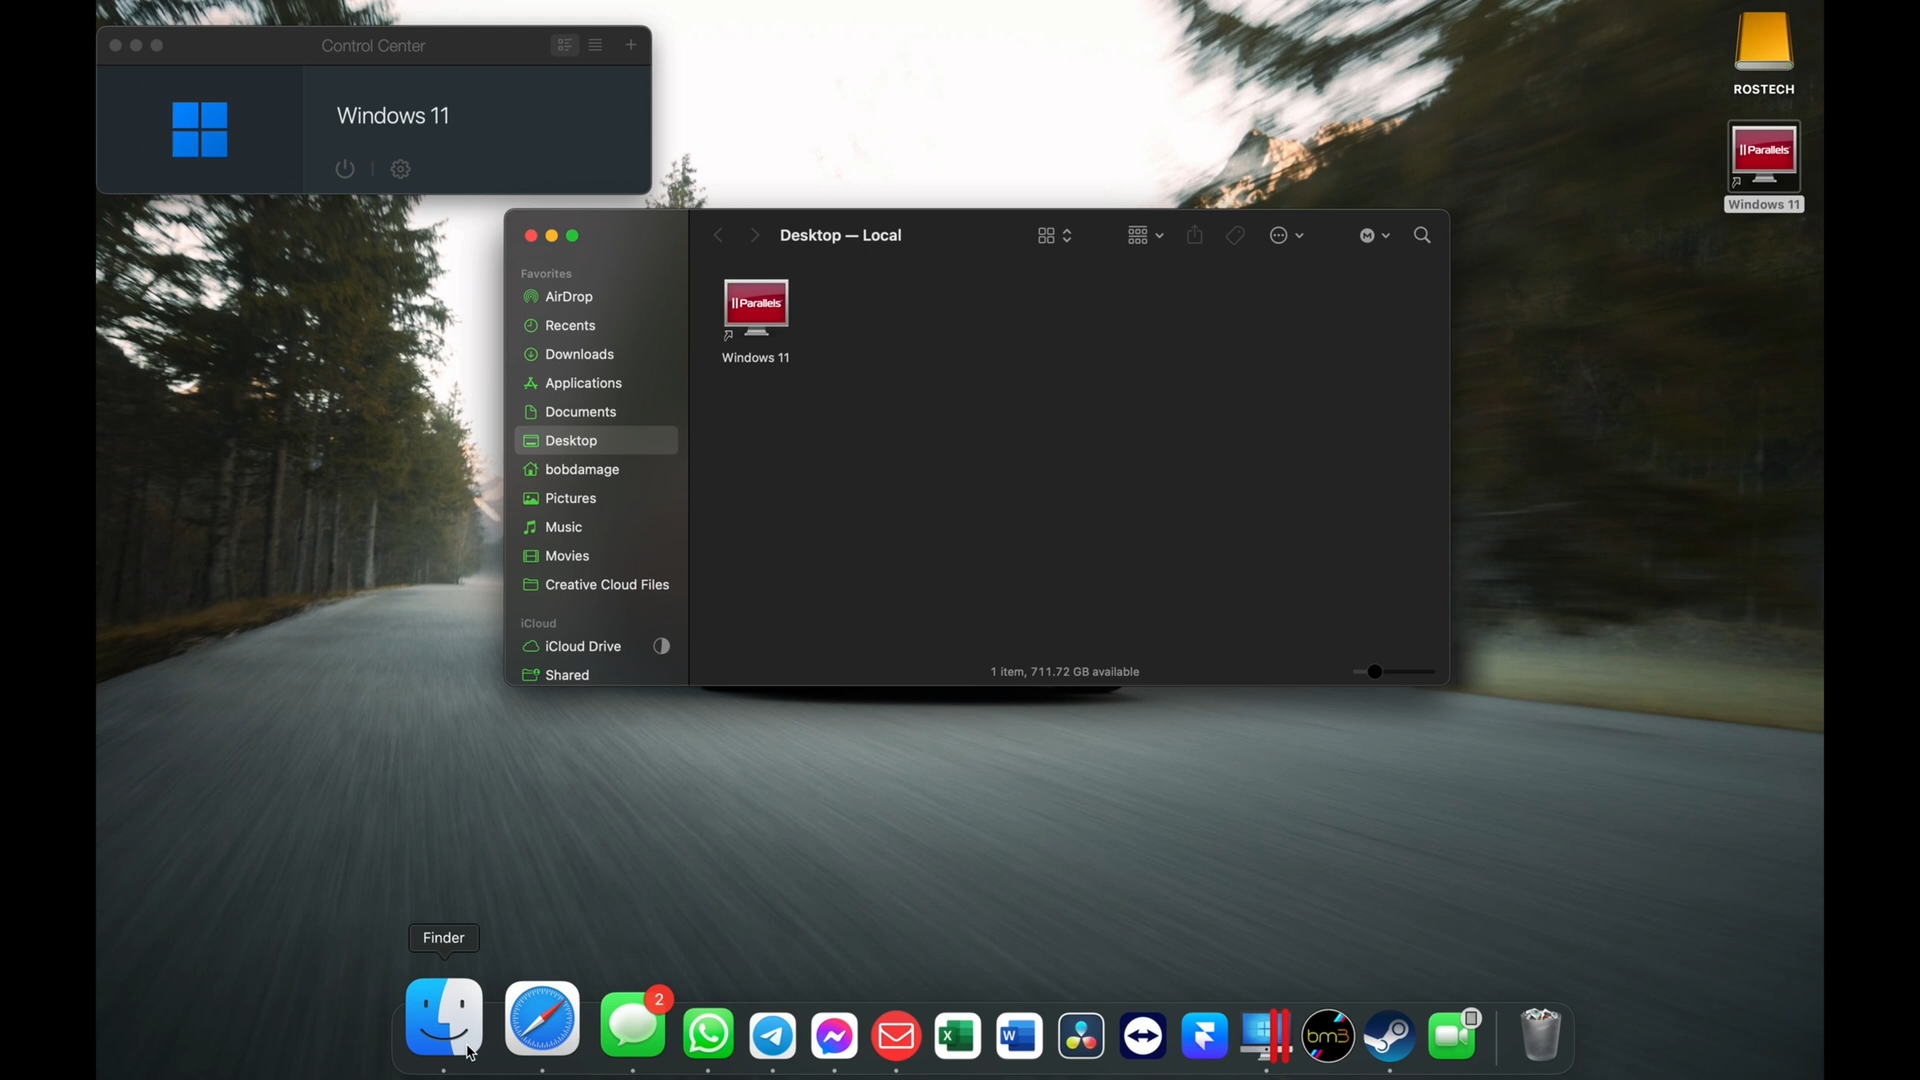 Control Center
Windows 11
ROSTECH
|| Parallels
Windows 11
Desktop — Local
Favorites
AirDrop
Recents
Downloads
Applications
Documents
Desktop
bobdamage
Pictures
Music
Movies
Creative Cloud Files
iCloud
iCloud Drive
Shared
|| Parallels
Windows 11
M
1 item, 711.72 GB available
Finder
2
X
W
bm3